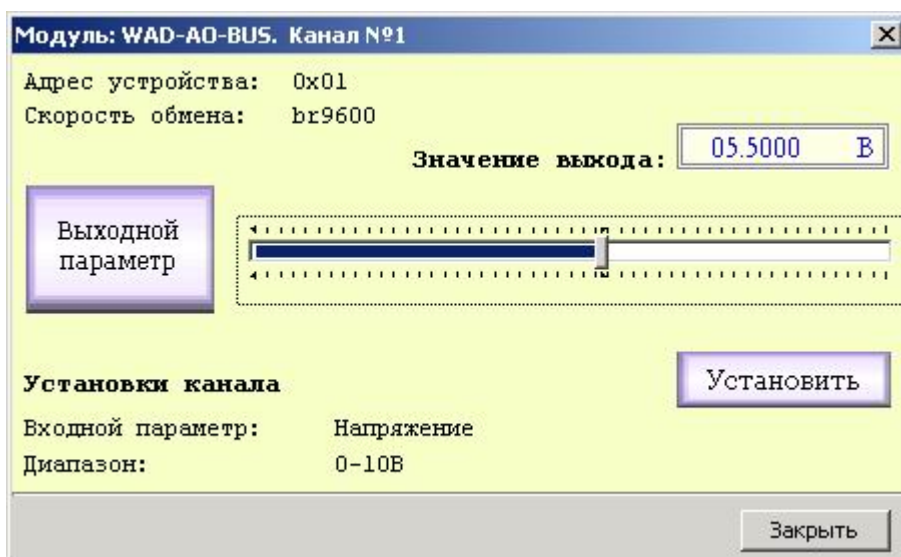 Модуль: WAD-AO-BUS. Канал №1
Адрес устройства: 0x01
Скорость обмена: br9600
Значение выхода: 05.5000 В
Выходной
параметр
Установки канала
Установить
Входной параметр: Напряжение
Диапазон: 0-10В
Закрыть